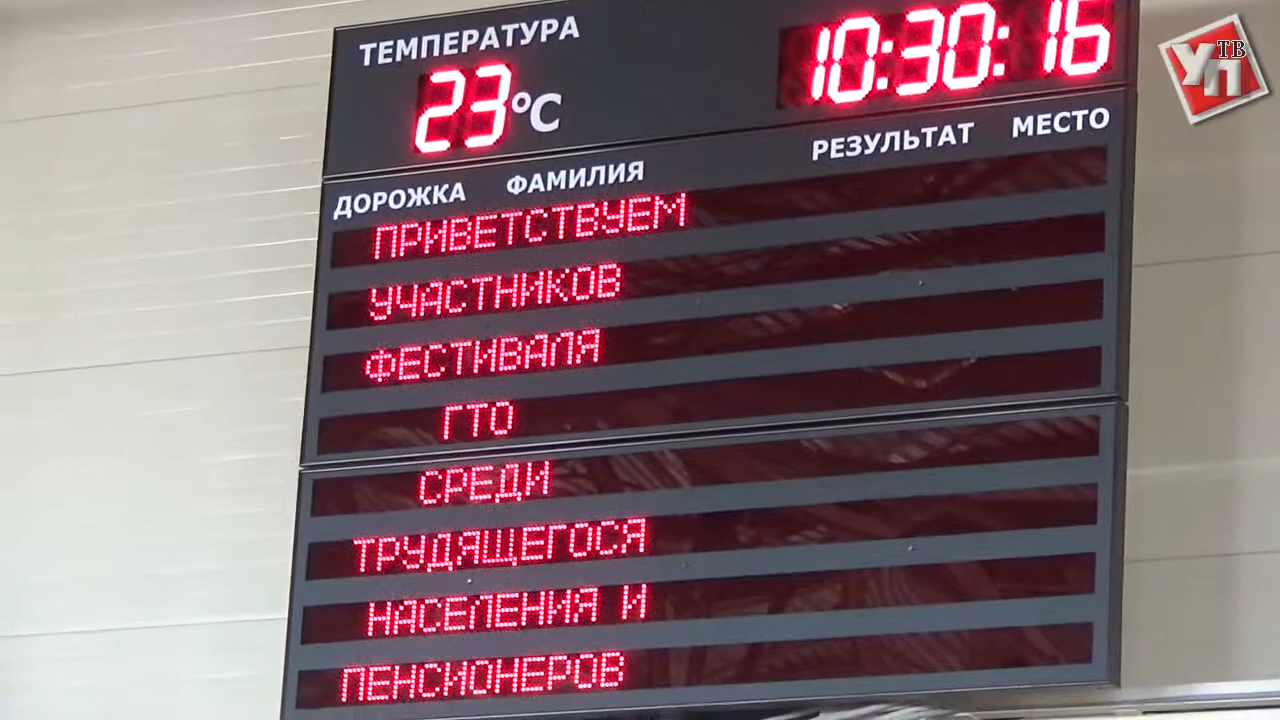 ТЕМПЕРАТУРА
23°C
10:30:16
УП ТВ
ДОРОЖКА ФАМИЛИЯ РЕЗУЛЬТАТ МЕСТО
ПРИВЕТСТВУЕМ
УЧАСТНИКОВ
ФЕСТИВАЛЯ
ГТО
СРЕДИ
ТРУДЯЩЕГОСЯ
НАСЕЛЕНИЯ И
ПЕНСИОНЕРОВ